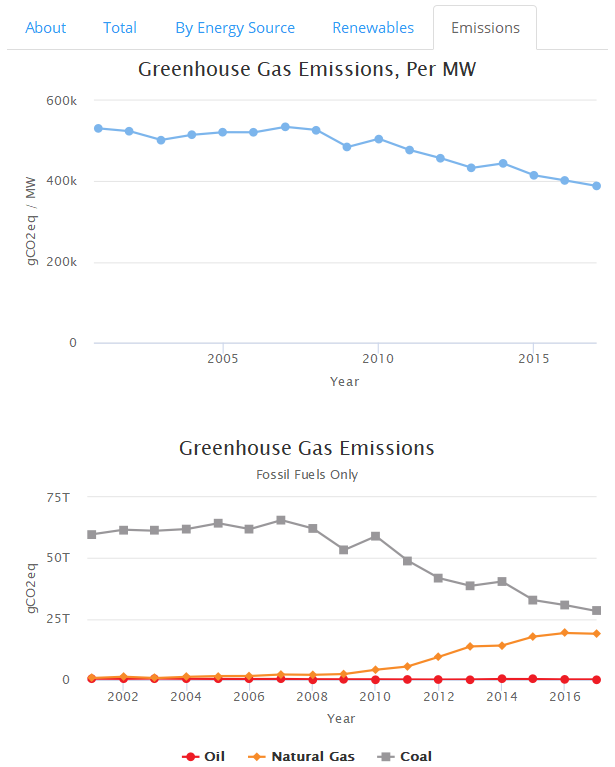 About Total By Energy Source Renewables Emissions
Greenhouse Gas Emissions, Per MW
600k
400k
200k
0
gCO2eq / MW
2005 2010 2015
Year
Greenhouse Gas Emissions
Fossil Fuels Only
75T
50T
25T
0
gCO2eq
2002 2004 2006 2008 2010 2012 2014 2016
Year
Oil Natural Gas Coal